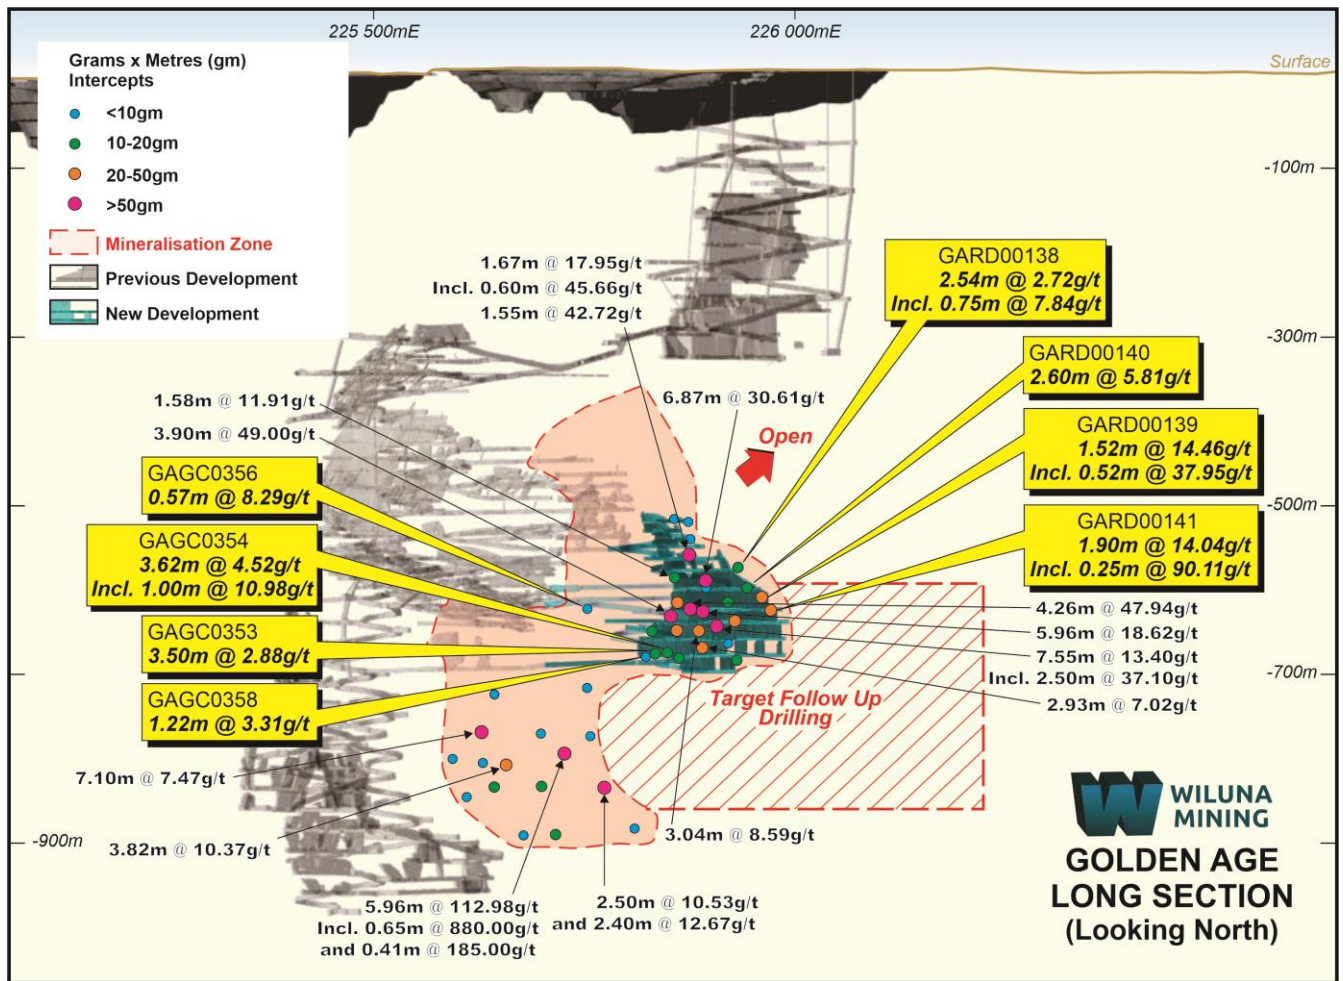 225 500mE
226 000mE
Surface
Grams x Metres (gm)
Intercepts
<10gm
10-20gm
20-50gm
>50gm
Mineralisation Zone
Previous Development
New Development
-100m
-300m
-500m
-700m
-900m
1.67m @ 17.95g/t
Incl. 0.60m @ 45.66g/t
1.55m @ 42.72g/t
GARD00138
2.54m @ 2.72g/t
Incl. 0.75m @ 7.84g/t
GARD00140
2.60m @ 5.81g/t
GARD00139
1.52m @ 14.46g/t
Incl. 0.52m @ 37.95g/t
GARD00141
1.90m @ 14.04g/t
Incl. 0.25m @ 90.11g/t
1.58m @ 11.91g/t
3.90m @ 49.00g/t
6.87m @ 30.61g/t
Open
GAGC0356
0.57m @ 8.29g/t
GAGC0354
3.62m @ 4.52g/t
Incl. 1.00m @ 10.98g/t
GAGC0353
3.50m @ 2.88g/t
GAGC0358
1.22m @ 3.31g/t
4.26m @ 47.94g/t
5.96m @ 18.62g/t
7.55m @ 13.40g/t
Incl. 2.50m @ 37.10g/t
2.93m @ 7.02g/t
Target Follow Up
Drilling
7.10m @ 7.47g/t
3.82m @ 10.37g/t
3.04m @ 8.59g/t
5.96m @ 112.98g/t
Incl. 0.65m @ 880.00g/t
and 0.41m @ 185.00g/t
2.50m @ 10.53g/t
and 2.40m @ 12.67g/t
WILUNA
MINING
GOLDEN AGE
LONG SECTION
(Looking North)